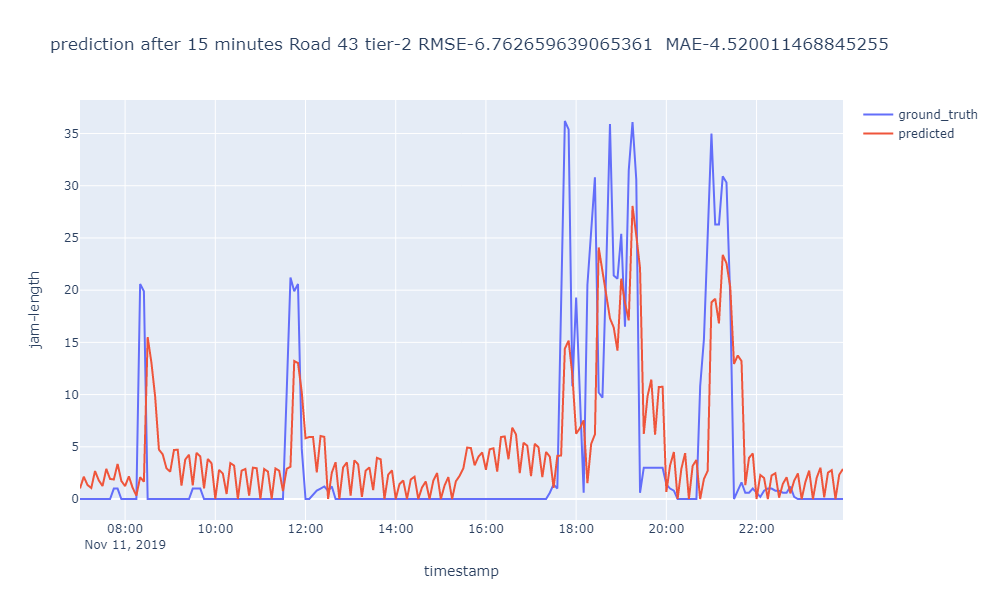 prediction after 15 minutes Road 43 tier-2 RMSE-6.762659639065361  MAE-4.520011468845255
ground_truth
predicted
35
30
25
20
15
10
5
0
jam-length
08:00 10:00 12:00 14:00 16:00 18:00 20:00 22:00
Nov 11, 2019
timestamp